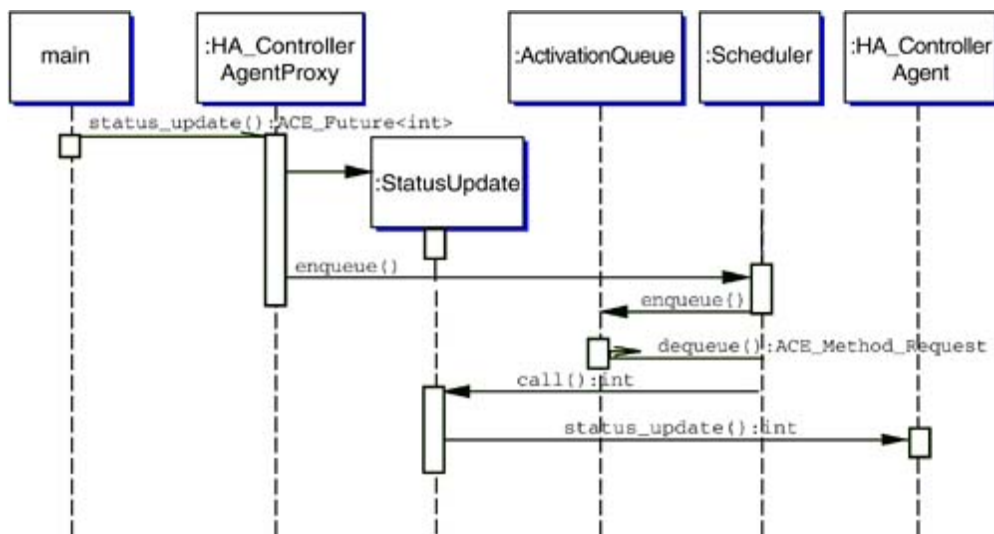 main
:HA_Controller
AgentProxy
:ActivationQueue
:Scheduler
:HA_Controller
Agent
status_update():ACE_Future<int>
:StatusUpdate
enqueue()
enqueue()
dequeue():ACE_Method_Request
call():int
status_update():int